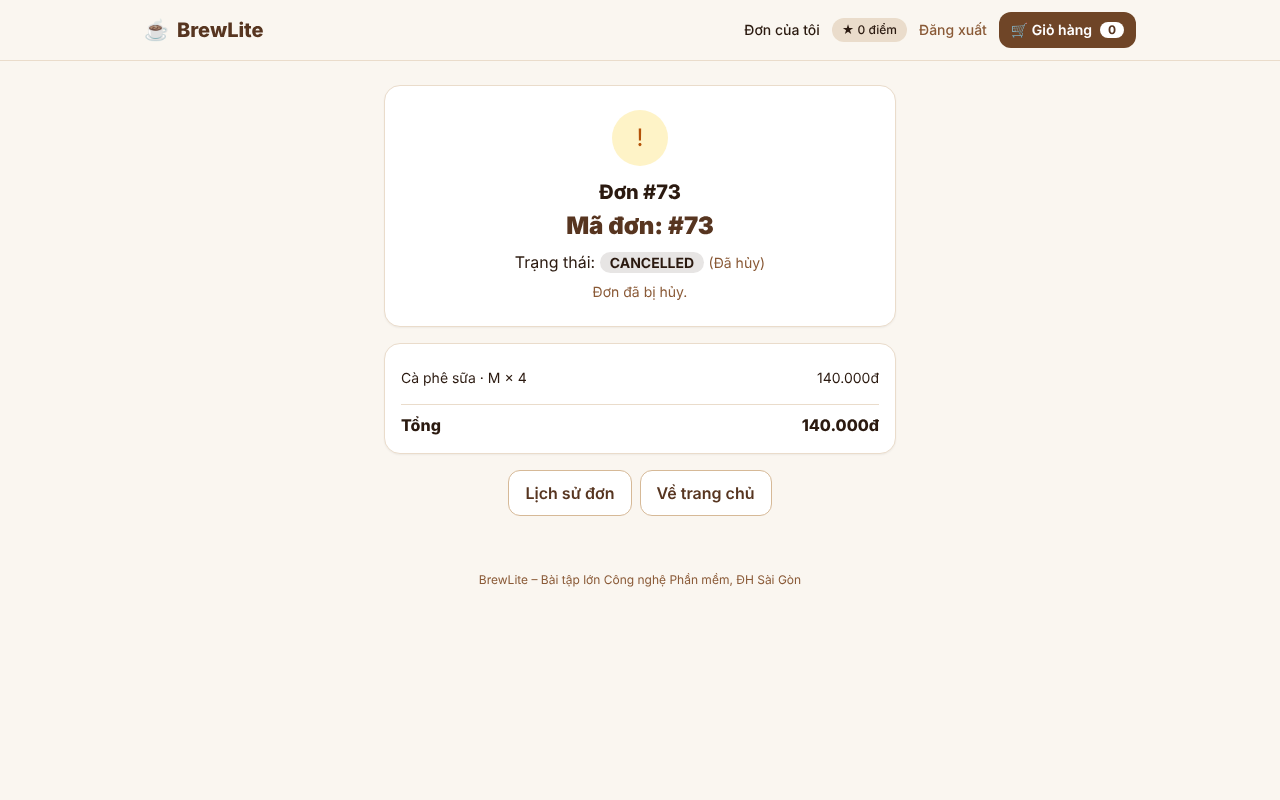 ☕ BrewLite
Đơn của tôi ★ 0 điểm Đăng xuất 🛒 Giỏ hàng 0
!
Đơn #73
Mã đơn: #73
Trạng thái: CANCELLED (Đã hủy)
Đơn đã bị hủy.
Cà phê sữa · M × 4 140.000đ
Tổng 140.000đ
Lịch sử đơn Về trang chủ
BrewLite – Bài tập lớn Công nghệ Phần mềm, ĐH Sài Gòn